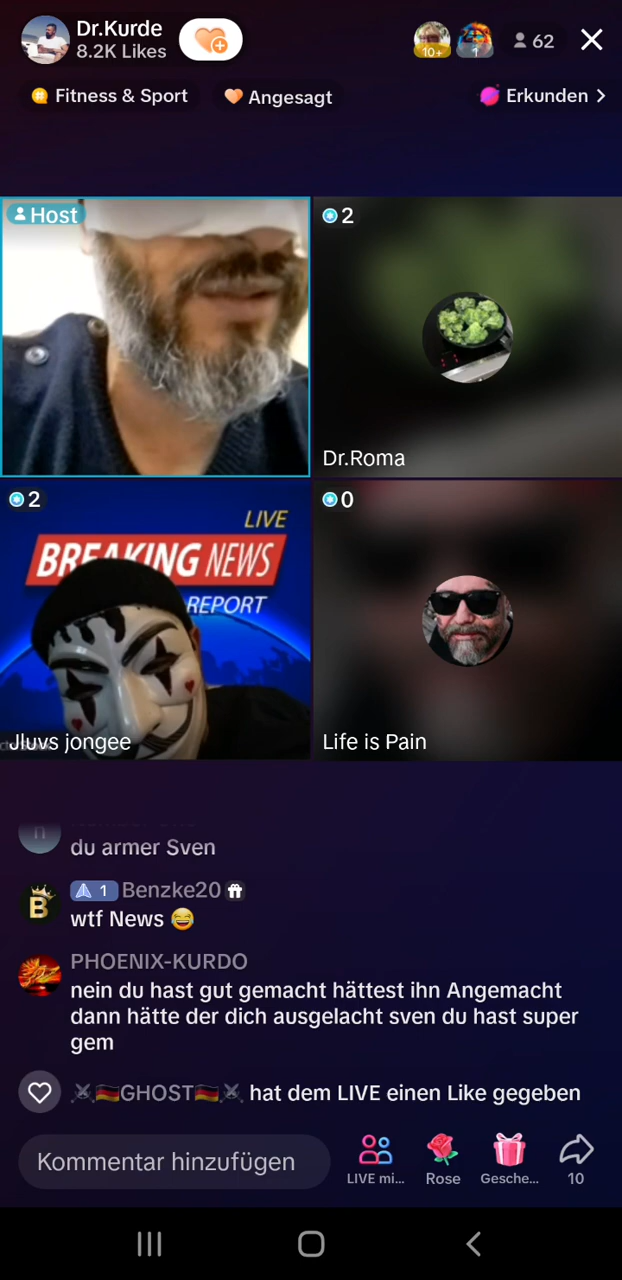 Dr.Kurde
8.2K Likes
10+
1
62
Fitness & Sport
Angesagt
Erkunden
Host
2
Dr.Roma
2
LIVE
BREAKING NEWS
REPORT
Jluvs jongee
0
Life is Pain
n
du armer Sven
B
1 Benzke20
wtf News 😂
PHOENIX-KURDO
nein du hast gut gemacht hättest ihn Angemacht
dann hätte der dich ausgelacht sven du hast super
gem
⚔️🇩🇪GHOST🇩🇪⚔️ hat dem LIVE einen Like gegeben
Kommentar hinzufügen
LIVE mi...
Rose
Gesche...
10